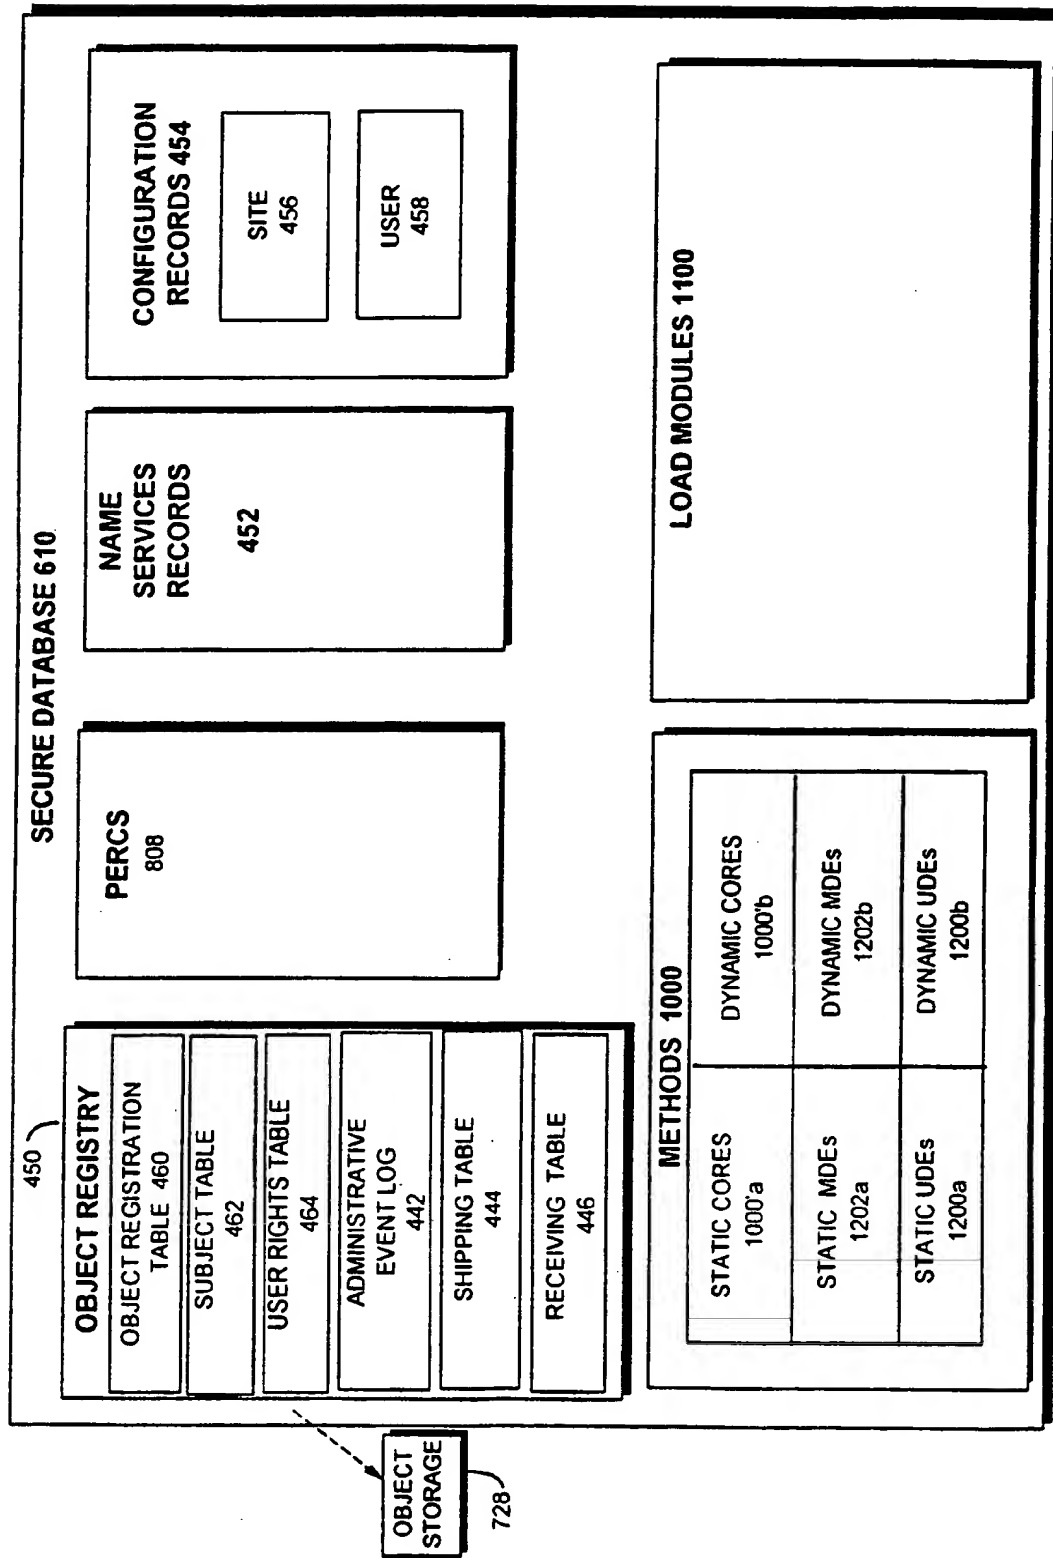 SECURE DATABASE 610
450
OBJECT REGISTRY
OBJECT REGISTRATION
TABLE 460
SUBJECT TABLE
462
USER RIGHTS TABLE
464
ADMINISTRATIVE
EVENT LOG
442
SHIPPING TABLE
444
RECEIVING TABLE
446
OBJECT
STORAGE
728
PERCS
808
NAME
SERVICES
RECORDS
452
CONFIGURATION
RECORDS 454
SITE
456
USER
458
METHODS 1000
STATIC CORES
1000'a
DYNAMIC CORES
1000'b
STATIC MDEs
1202a
DYNAMIC MDEs
1202b
STATIC UDEs
1200a
DYNAMIC UDEs
1200b
LOAD MODULES 1100